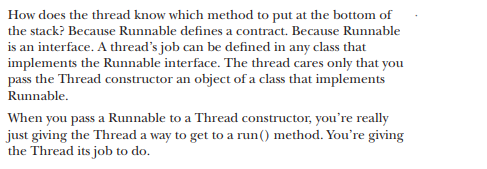 How does the thread know which method to put at the bottom of
the stack? Because Runnable defines a contract. Because Runnable
is an interface. A thread's job can be defined in any class that
implements the Runnable interface. The thread cares only that you
pass the Thread constructor an object of a class that implements
Runnable.
When you pass a Runnable to a Thread constructor, you're really
just giving the Thread a way to get to a run() method. You're giving
the Thread its job to do.